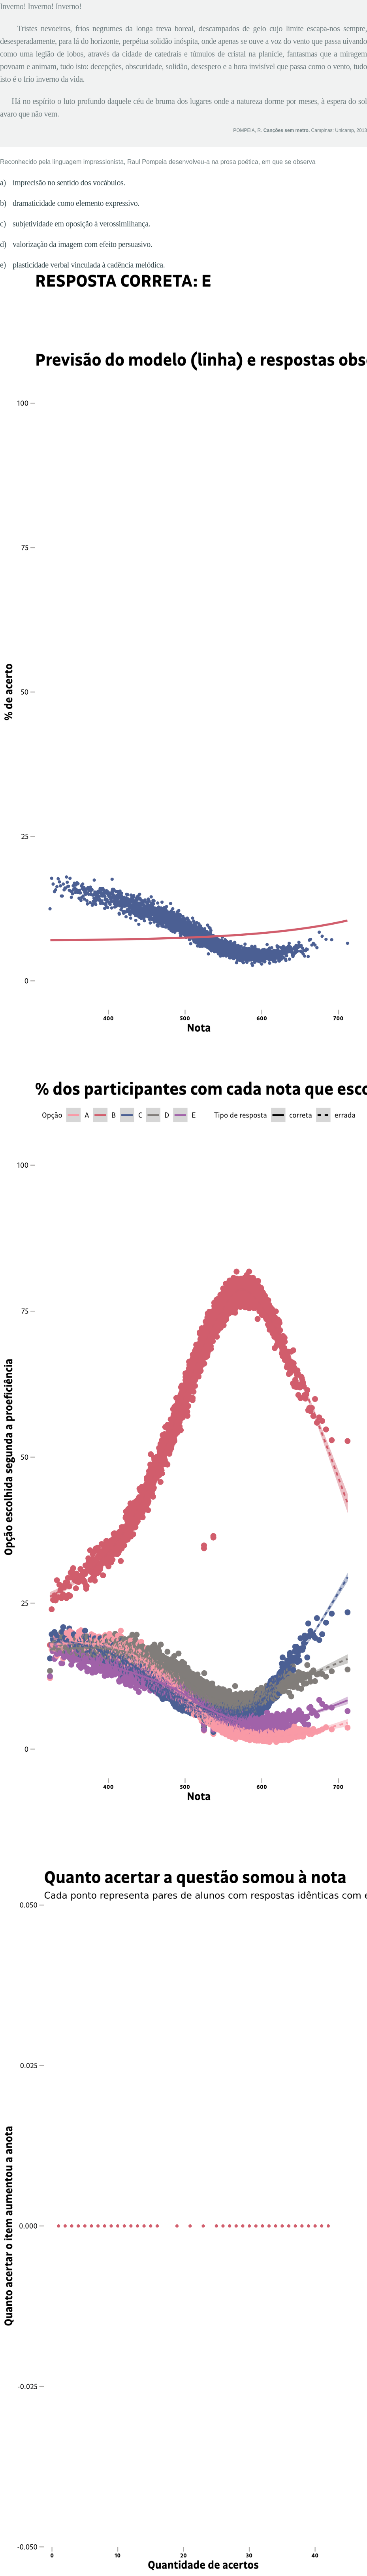 Inverno! Inverno! Inverno!
Tristes nevoeiros, frios negrumes da longa treva boreal, descampados de gelo cujo limite escapa-nos sempre,
desesperadamente, para lá do horizonte, perpétua solidão inóspita, onde apenas se ouve a voz do vento que passa uivando
como uma legião de lobos, através da cidade de catedrais e túmulos de cristal na planície, fantasmas que a miragem
povoam e animam, tudo isto: decepções, obscuridade, solidão, desespero e a hora invisível que passa como o vento, tudo
isto é o frio inverno da vida.
Há no espírito o luto profundo daquele céu de bruma dos lugares onde a natureza dorme por meses, à espera do sol
avaro que não vem.
POMPEIA, R. Canções sem metro. Campinas: Unicamp, 2013
Reconhecido pela linguagem impressionista, Raul Pompeia desenvolveu-a na prosa poética, em que se observa
a) imprecisão no sentido dos vocábulos.
b) dramaticidade como elemento expressivo.
c) subjetividade em oposição à verossimilhança.
d) valorização da imagem com efeito persuasivo.
e) plasticidade verbal vinculada à cadência melódica.
RESPOSTA CORRETA: E
Previsão do modelo (linha) e respostas obs
100
75
50
25
0
% de acerto
400 500 600 700
Nota
% dos participantes com cada nota que esco
Opção A B C D E Tipo de resposta correta errada
100
75
50
25
0
Opção escolhida segunda a proeficiência
400 500 600 700
Nota
Quanto acertar a questão somou à nota
Cada ponto representa pares de alunos com respostas idênticas com e
0.050
0.025
0.000
-0.025
-0.050
Quanto acertar o item aumentou a anota
0 10 20 30 40
Quantidade de acertos